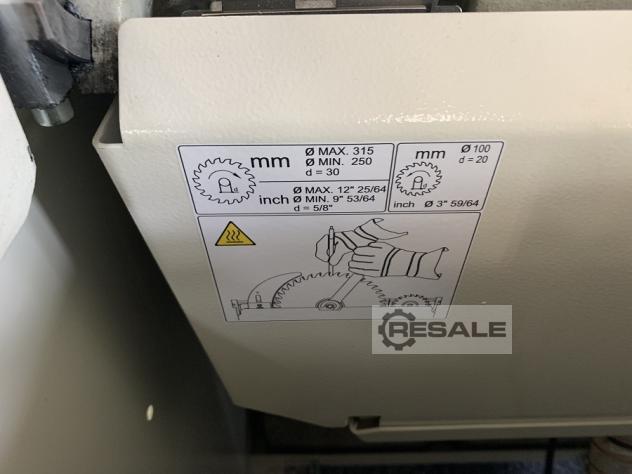 mm
Ø MAX. 315
Ø MIN. 250
d = 30
inch
Ø MAX. 12" 25/64
Ø MIN. 9" 53/64
d = 5/8"
mm
Ø 100
d = 20
inch Ø 3" 59/64
RESALE